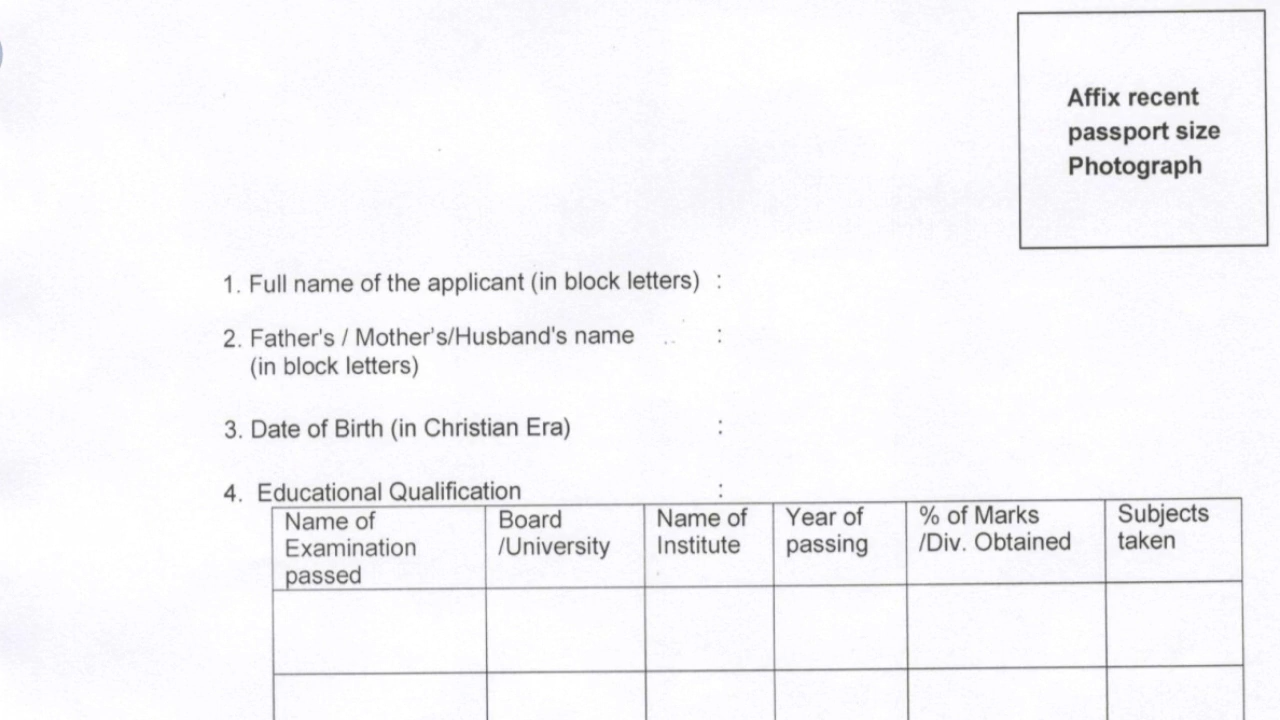 Affix recent
passport size
Photograph
1. Full name of the applicant (in block letters) :
2. Father's / Mother's/Husband's name :
(in block letters)
3. Date of Birth (in Christian Era) :
4. Educational Qualification :
Name of Examination passed | Board /University | Name of Institute | Year of passing | % of Marks /Div. Obtained | Subjects taken